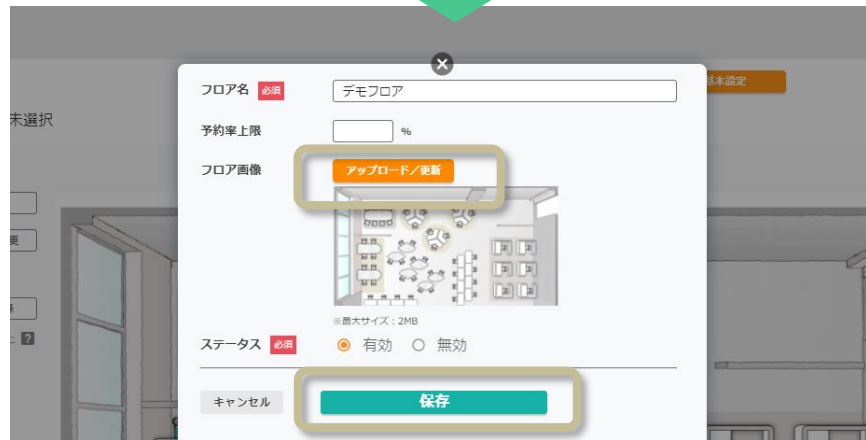 基本設定
未選択
フロア名 必須 デモフロア
予約率上限 %
フロア画像 アップロード／更新
更
※最大サイズ：2MB
ステータス 必須 有効 無効
?
キャンセル 保存